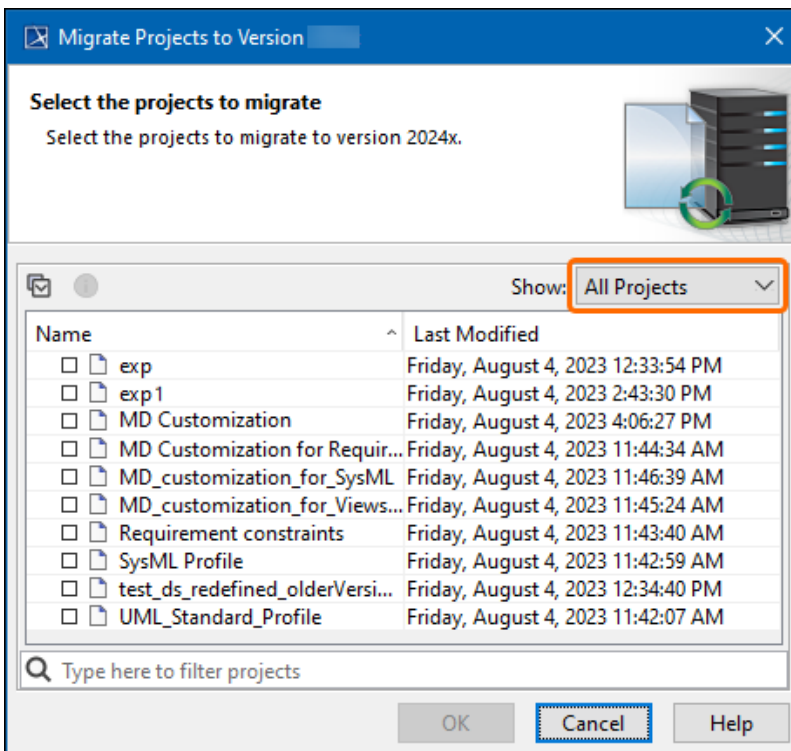 Migrate Projects to Version
Select the projects to migrate
Select the projects to migrate to version 2024x.
Show: All Projects
Name Last Modified
exp Friday, August 4, 2023 12:33:54 PM
exp1 Friday, August 4, 2023 2:43:30 PM
MD Customization Friday, August 4, 2023 4:06:27 PM
MD Customization for Requir... Friday, August 4, 2023 11:44:34 AM
MD_customization_for_SysML Friday, August 4, 2023 11:46:39 AM
MD_customization_for_Views... Friday, August 4, 2023 11:45:24 AM
Requirement constraints Friday, August 4, 2023 11:43:40 AM
SysML Profile Friday, August 4, 2023 11:42:59 AM
test_ds_redefined_olderVersi... Friday, August 4, 2023 12:34:40 PM
UML_Standard_Profile Friday, August 4, 2023 11:42:07 AM
Type here to filter projects
OK Cancel Help